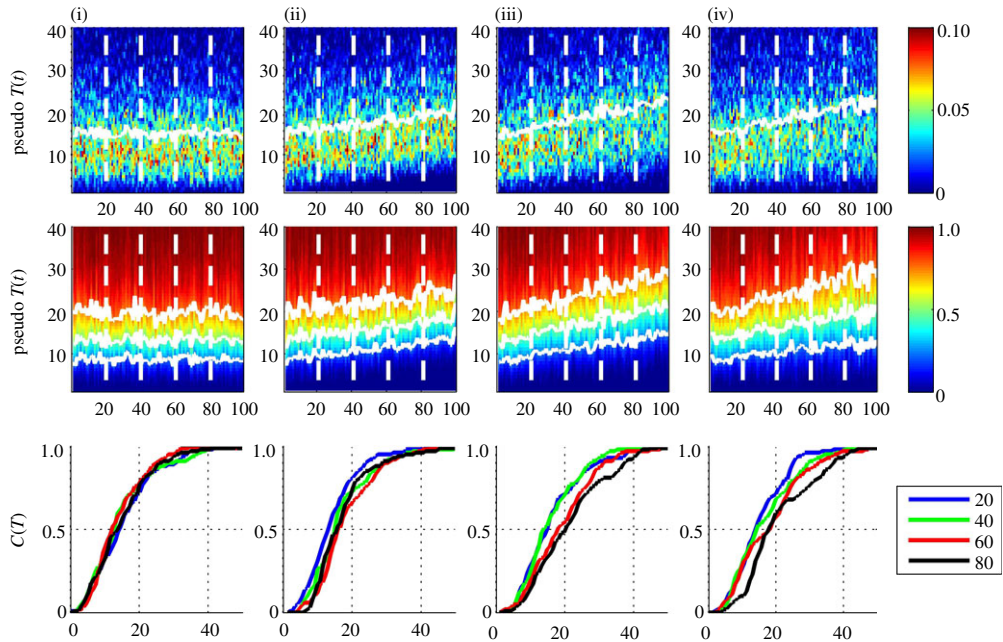 (i) (ii) (iii) (iv)
40 40 40 40 0.10
30 30 30 30
pseudo T(t)
20 20 20 20 0.05
10 10 10 10
0
20 40 60 80 100 20 40 60 80 100 20 40 60 80 100 20 40 60 80 100
40 40 40 40 1.0
30 30 30 30
pseudo T(t)
20 20 20 20 0.5
10 10 10 10
0
20 40 60 80 100 20 40 60 80 100 20 40 60 80 100 20 40 60 80 100
1.0 1.0 1.0 1.0
C(T)
0.5 0.5 0.5 0.5
0 0 0 0
0 20 40 0 20 40 0 20 40 0 20 40
20
40
60
80